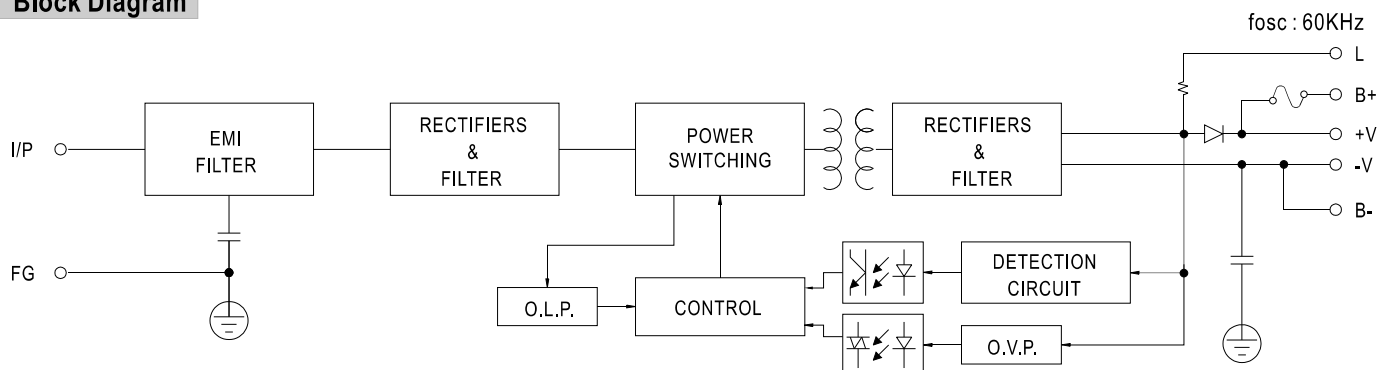 Block Diagram
fosc : 60KHz
L
B+
+V
-V
B-
I/P
FG
EMI
FILTER
RECTIFIERS
&
FILTER
POWER
SWITCHING
RECTIFIERS
&
FILTER
O.L.P.
CONTROL
DETECTION
CIRCUIT
O.V.P.